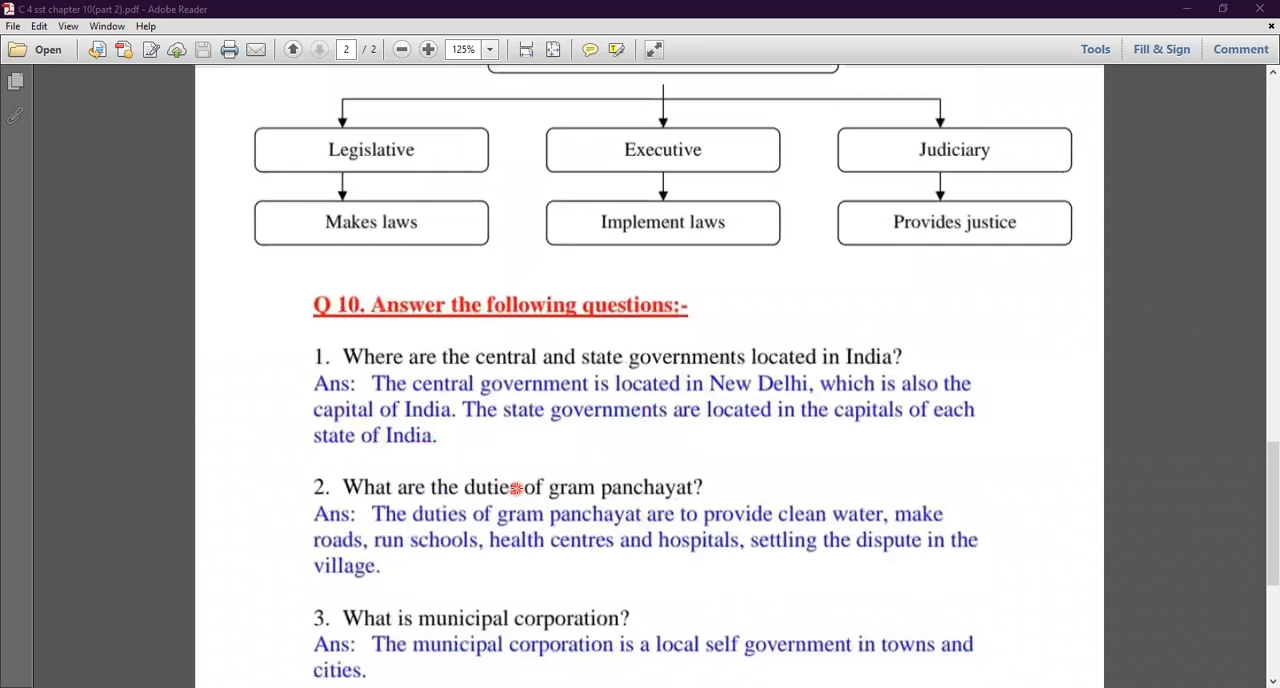 C 4 sst chapter 10(part 2).pdf - Adobe Reader
File Edit View Window Help
Open 2 / 2 125% Tools Fill & Sign Comment
Legislative Executive Judiciary
Makes laws Implement laws Provides justice
Q 10. Answer the following questions:-
1. Where are the central and state governments located in India?
Ans: The central government is located in New Delhi, which is also the
capital of India. The state governments are located in the capitals of each
state of India.
2. What are the duties of gram panchayat?
Ans: The duties of gram panchayat are to provide clean water, make
roads, run schools, health centres and hospitals, settling the dispute in the
village.
3. What is municipal corporation?
Ans: The municipal corporation is a local self government in towns and
cities.